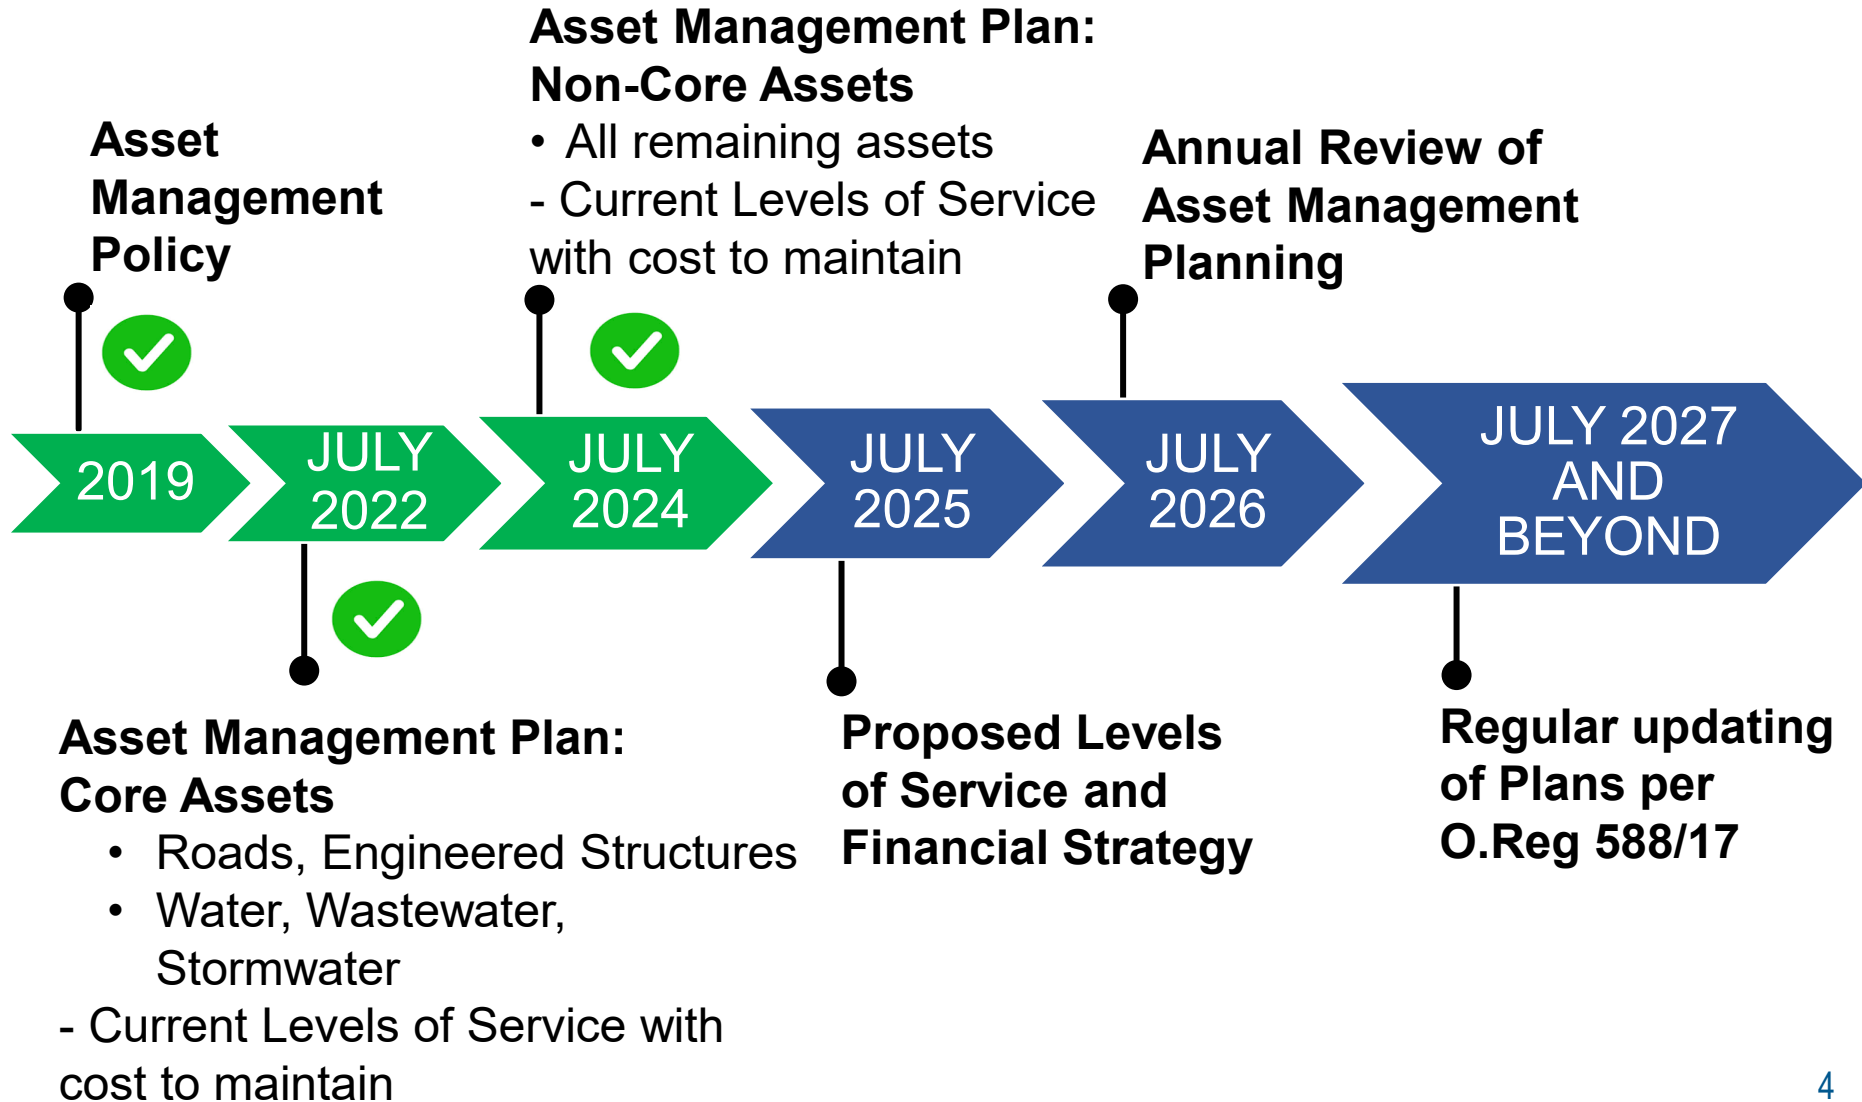 Asset Management Plan:
Non-Core Assets
• All remaining assets
- Current Levels of Service
with cost to maintain
Asset
Management
Policy
Annual Review of
Asset Management
Planning
2019
JULY
2022
JULY
2024
JULY
2025
JULY
2026
JULY 2027
AND
BEYOND
Asset Management Plan:
Core Assets
• Roads, Engineered Structures
• Water, Wastewater,
Stormwater
- Current Levels of Service with
cost to maintain
Proposed Levels
of Service and
Financial Strategy
Regular updating
of Plans per
O.Reg 588/17
4